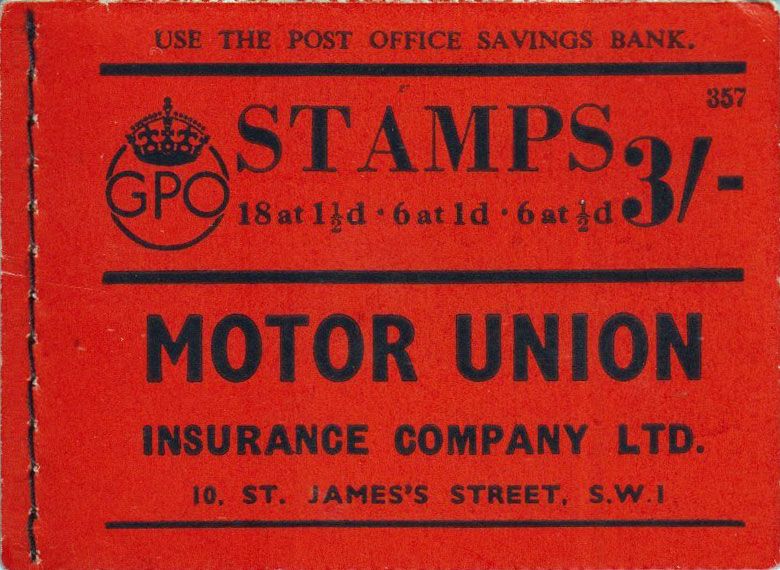 USE THE POST OFFICE SAVINGS BANK.
357
STAMPS 3/-
GPO
18 at 1½d · 6 at 1d · 6 at ½d
MOTOR UNION
INSURANCE COMPANY LTD.
10, ST. JAMES'S STREET, S.W.1